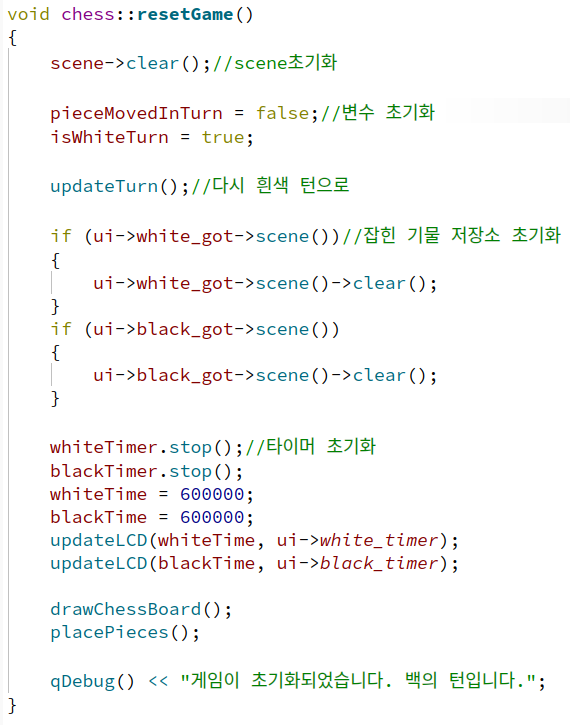 void chess::resetGame()
{
    scene->clear();//scene초기화

    pieceMovedInTurn = false;//변수 초기화
    isWhiteTurn = true;

    updateTurn();//다시 흰색 턴으로

    if (ui->white_got->scene())//잡힌 기물 저장소 초기화
    {
        ui->white_got->scene()->clear();
    }
    if (ui->black_got->scene())
    {
        ui->black_got->scene()->clear();
    }

    whiteTimer.stop();//타이머 초기화
    blackTimer.stop();
    whiteTime = 600000;
    blackTime = 600000;
    updateLCD(whiteTime, ui->white_timer);
    updateLCD(blackTime, ui->black_timer);

    drawChessBoard();
    placePieces();

    qDebug() << "게임이 초기화되었습니다. 백의 턴입니다.";
}